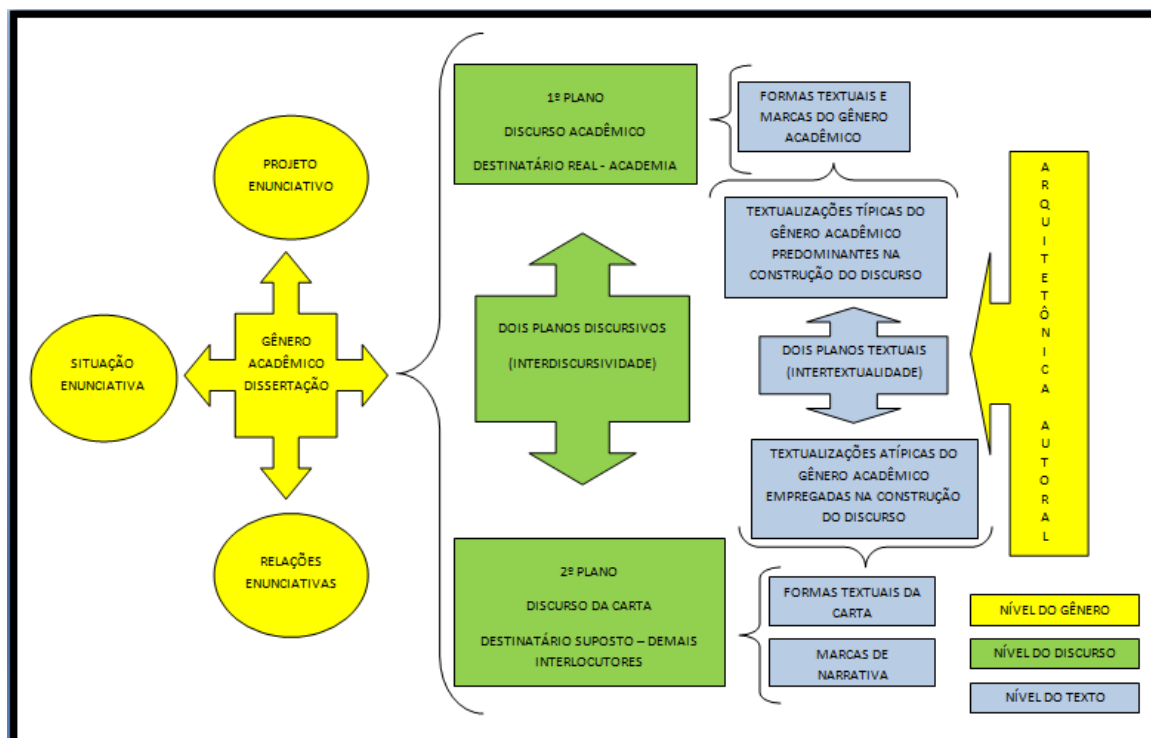 PROJETO
ENUNCIATIVO
SITUAÇÃO
ENUNCIATIVA
GÊNERO
ACADÊMICO
DISSERTAÇÃO
RELAÇÕES
ENUNCIATIVAS
1º PLANO
DISCURSO ACADÊMICO
DESTINATÁRIO REAL - ACADEMIA
DOIS PLANOS DISCURSIVOS
(INTERDISCURSIVIDADE)
2º PLANO
DISCURSO DA CARTA
DESTINATÁRIO SUPOSTO – DEMAIS
INTERLOCUTORES
FORMAS TEXTUAIS E
MARCAS DO GÊNERO
ACADÊMICO
TEXTUALIZAÇÕES TÍPICAS DO
GÊNERO ACADÊMICO
PREDOMINANTES NA
CONSTRUÇÃO DO DISCURSO
DOIS PLANOS TEXTUAIS
(INTERTEXTUALIDADE)
TEXTUALIZAÇÕES ATÍPICAS DO
GÊNERO ACADÊMICO
EMPREGADAS NA CONSTRUÇÃO
DO DISCURSO
FORMAS TEXTUAIS DA
CARTA
MARCAS DE
NARRATIVA
ARQUITETÔNICA AUTORAL
NÍVEL DO GÊNERO
NÍVEL DO DISCURSO
NÍVEL DO TEXTO